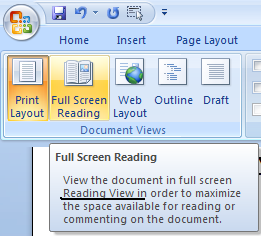 Home Insert Page Layout
Print Layout Full Screen Reading Web Layout Outline Draft
Document Views
Full Screen Reading
View the document in full screen
Reading View in order to maximize
the space available for reading or
commenting on the document.